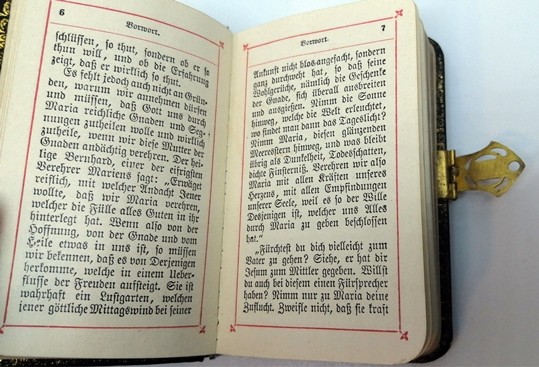 6
Vorwort.
schlüssen, so thut, sondern ob er so
thun will, und ob die Erfahrung
zeigt, daß er wirklich so thut.
Es fehlt jedoch auch nicht an Grün-
den, warum wir annehmen dürfen
und müssen, daß Gott uns durch
Maria reichliche Gnaden und Seg-
nungen zutheilen wolle und wirklich
zutheile, wenn wir diese Mutter der
Gnaden andächtig verehren. Der hei-
lige Bernhard, einer der eifrigsten
Verehrer Mariens sagt: „Erwäget
reiflich, mit welcher Andacht Jener
wollte, daß wir Maria verehren,
welcher die Fülle alles Guten in ihr
hinterlegt hat. Wenn also von der
Hoffnung, von der Gnade und vom
Heile etwas in uns ist, so müssen
wir bekennen, daß es von Derjenigen
herkomme, welche in einem Ueber-
flusse der Freuden aufsteigt. Sie ist
wahrhaft ein Lustgarten, welchen
jener göttliche Mittagswind bei seiner
7
Vorwort.
Ankunft nicht blos angefacht, sondern
ganz durchweht hat, so daß seine
Wohlgerüche, nämlich die Geschenke
der Gnade, sich überall ausbreiten
und ausgießen. Nimm die Sonne
hinweg, welche die Welt erleuchtet,
wo findet man dann das Tageslicht?
Nimm Maria, diesen glänzenden
Meeresstern hinweg, und was bleibt
übrig als Dunkelheit, Todesschatten,
dichte Finsterniß. Verehren wir also
Maria mit allen Kräften unseres
Herzens, mit allen Empfindungen
unserer Seele, weil es so der Wille
Desjenigen ist, welcher uns Alles
durch Maria zu geben beschlossen
hat."
„Fürchtest du dich vielleicht zum
Vater zu gehen? Siehe, er hat dir
Jesum zum Mittler gegeben. Willst
du auch bei diesem einen Fürsprecher
haben? Nimm nur zu Maria deine
Zuflucht. Zweifle nicht, daß sie kraft